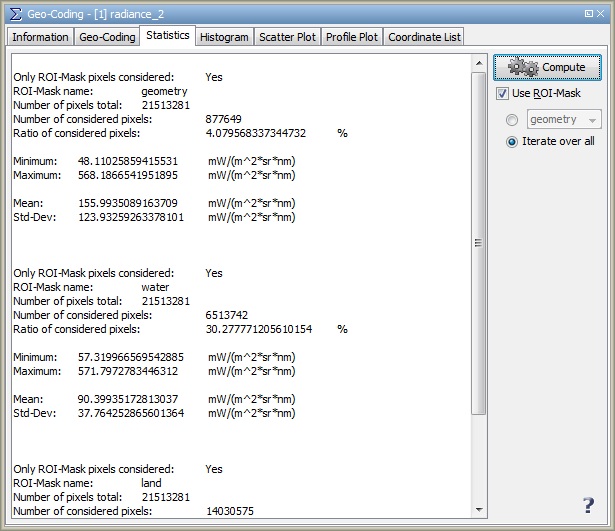 Σ Geo-Coding - [1] radiance_2
Information Geo-Coding Statistics Histogram Scatter Plot Profile Plot Coordinate List
Only ROI-Mask pixels considered: Yes
ROI-Mask name: geometry
Number of pixels total: 21513281
Number of considered pixels: 877649
Ratio of considered pixels: 4.079568337344732 %
Minimum: 48.11025859415531 mW/(m^2*sr*nm)
Maximum: 568.1866541951895 mW/(m^2*sr*nm)
Mean: 155.9935089163709 mW/(m^2*sr*nm)
Std-Dev: 123.93259263378101 mW/(m^2*sr*nm)
Only ROI-Mask pixels considered: Yes
ROI-Mask name: water
Number of pixels total: 21513281
Number of considered pixels: 6513742
Ratio of considered pixels: 30.277771205610154 %
Minimum: 57.319966569542885 mW/(m^2*sr*nm)
Maximum: 571.7972783446312 mW/(m^2*sr*nm)
Mean: 90.39935172813037 mW/(m^2*sr*nm)
Std-Dev: 37.764252865601364 mW/(m^2*sr*nm)
Only ROI-Mask pixels considered: Yes
ROI-Mask name: land
Number of pixels total: 21513281
Number of considered pixels: 14030575
Compute
Use ROI-Mask
geometry
Iterate over all
?